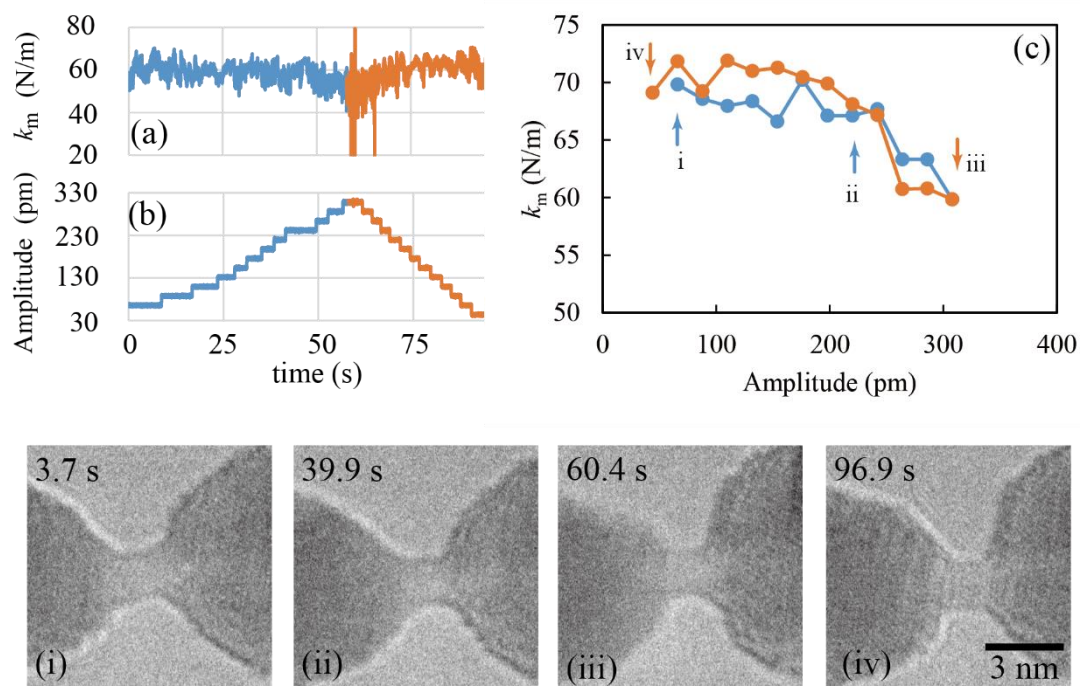 80
60
40
20
k_m (N/m)
(a)
330
230
130
30
Amplitude (pm)
(b)
0
25
50
75
time (s)
75
70
65
60
55
50
k_m (N/m)
(c)
iv
i
ii
iii
0
100
200
300
400
Amplitude (pm)
3.7 s
(i)
39.9 s
(ii)
60.4 s
(iii)
96.9 s
(iv)
3 nm